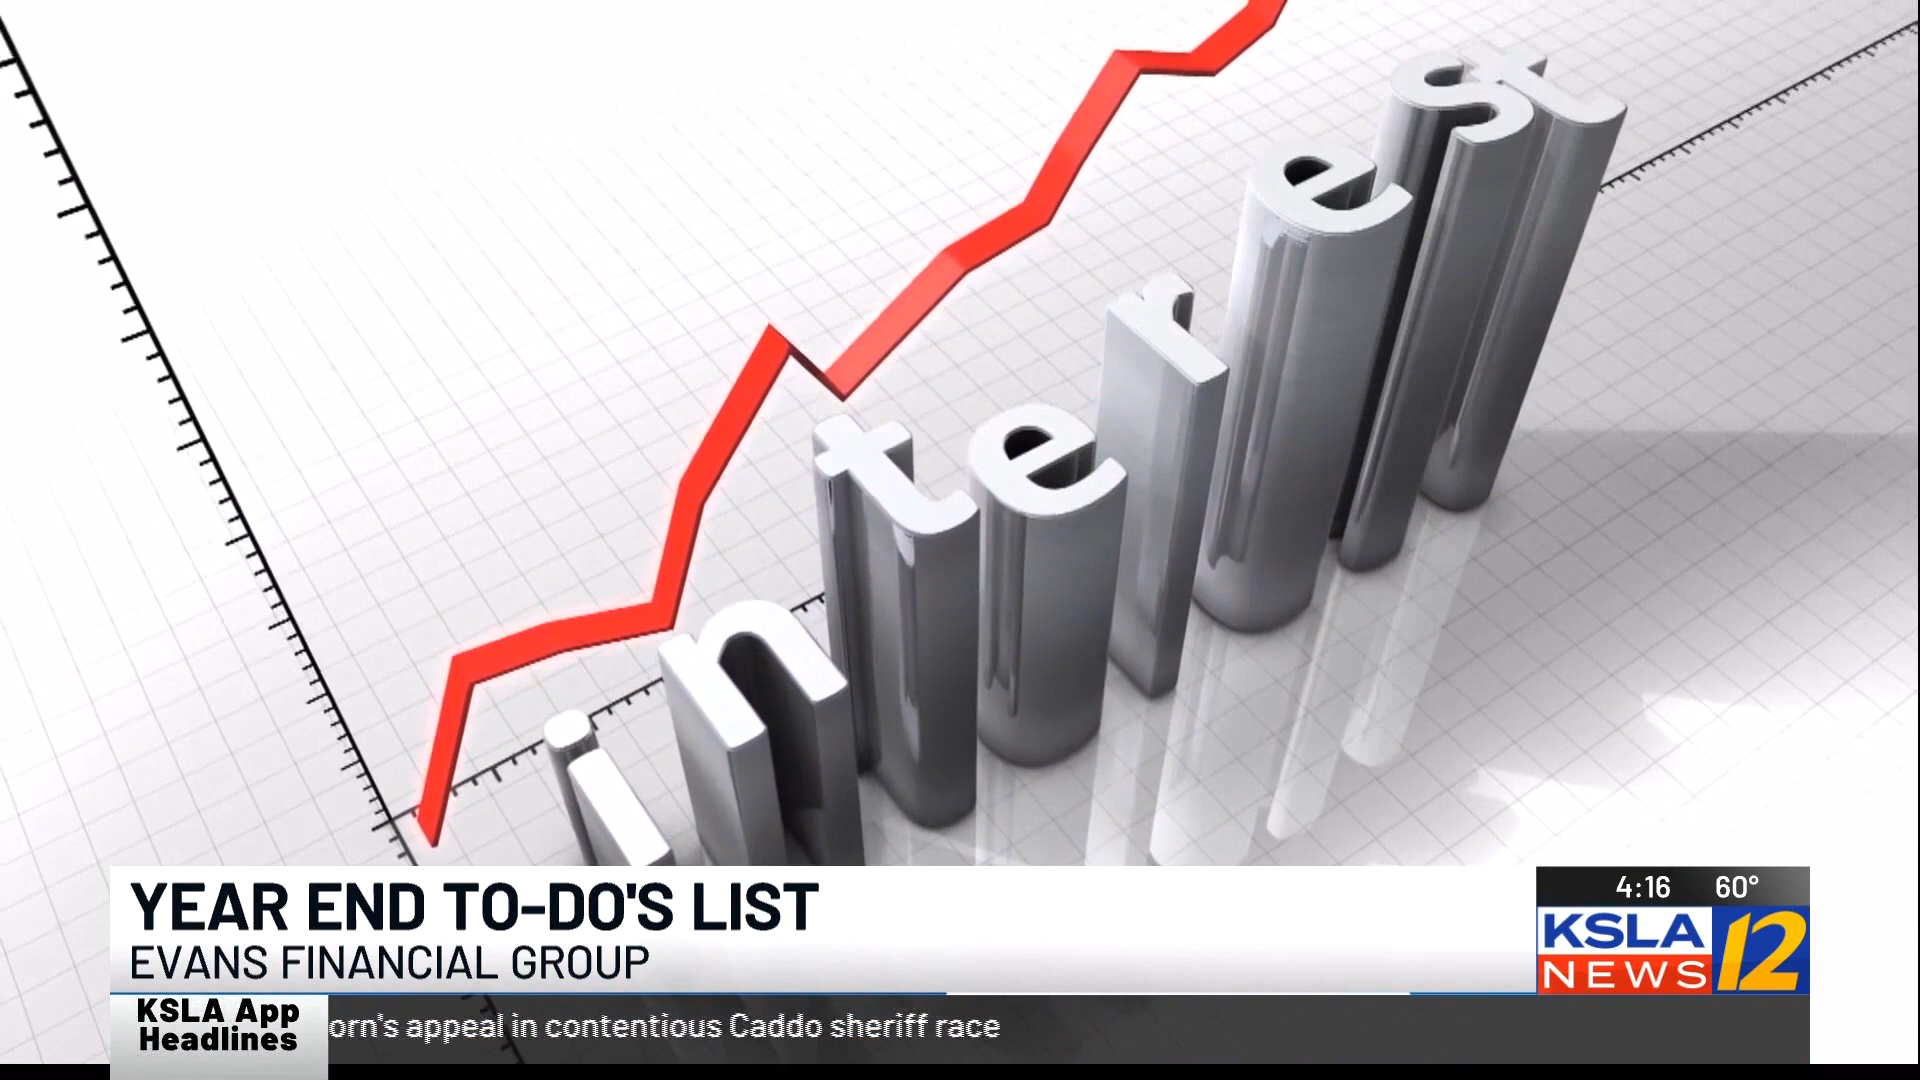 interest
YEAR END TO-DO'S LIST
EVANS FINANCIAL GROUP
4:16 60°
KSLA 12
NEWS
KSLA App
Headlines
orn's appeal in contentious Caddo sheriff race